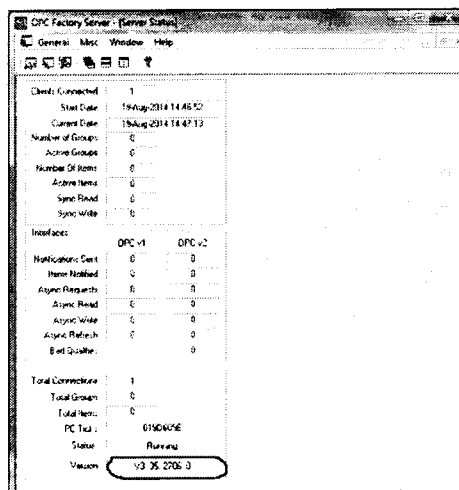 OPC Factory Server - [Server Status]
General Misc Window Help
Clients Connected 1
Start Date 19-Aug-2014 14:46:52
Current Date 19-Aug-2014 14:47:13
Number of Groups 0
Active Groups 0
Number Of Items 0
Active Items 0
Sync Read 0
Sync Write 0
Interfaces
OPC v1 OPC v2
Notifications Sent 0 0
Items Notified 0 0
Async Requests 0 0
Async Read 0 0
Async Write 0 0
Async Refresh 0 0
Bad Qualities 0
Total Connections 1
Total Groups 0
Total Items 0
PC Tick :
Status Running
Version V3.35.2706.0